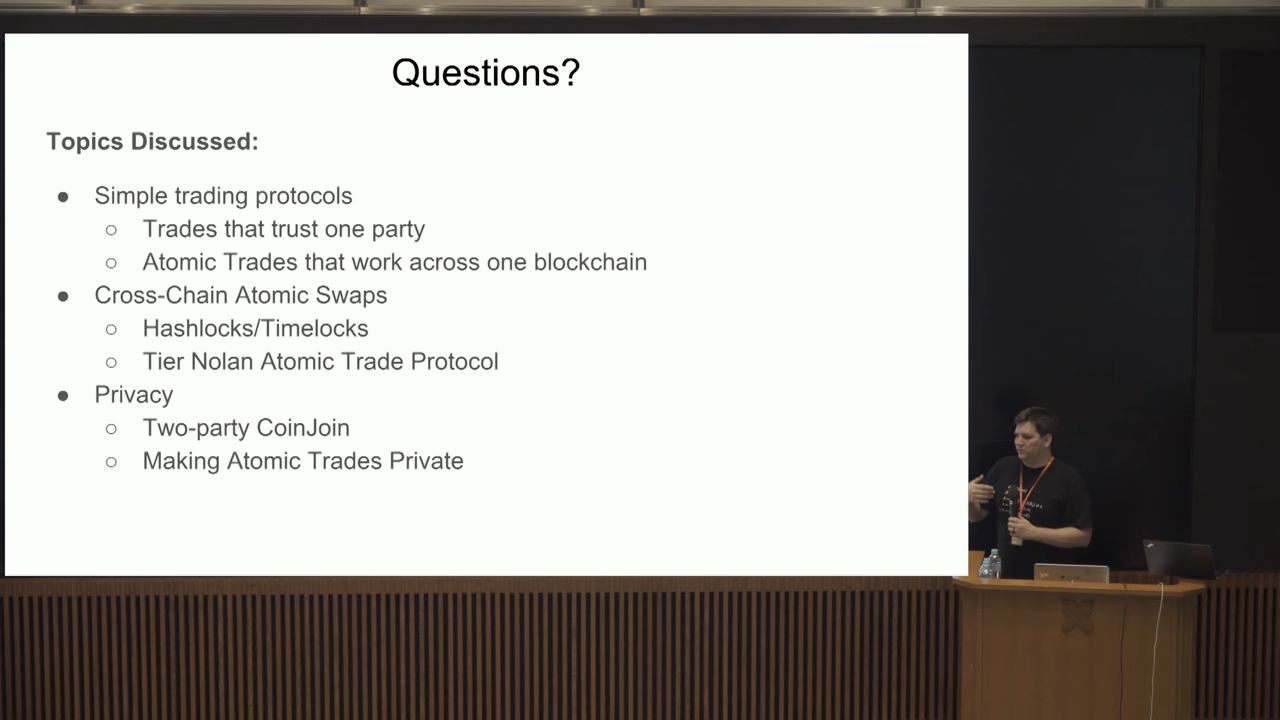 Questions?
Topics Discussed:
● Simple trading protocols
○ Trades that trust one party
○ Atomic Trades that work across one blockchain
● Cross-Chain Atomic Swaps
○ Hashlocks/Timelocks
○ Tier Nolan Atomic Trade Protocol
● Privacy
○ Two-party CoinJoin
○ Making Atomic Trades Private